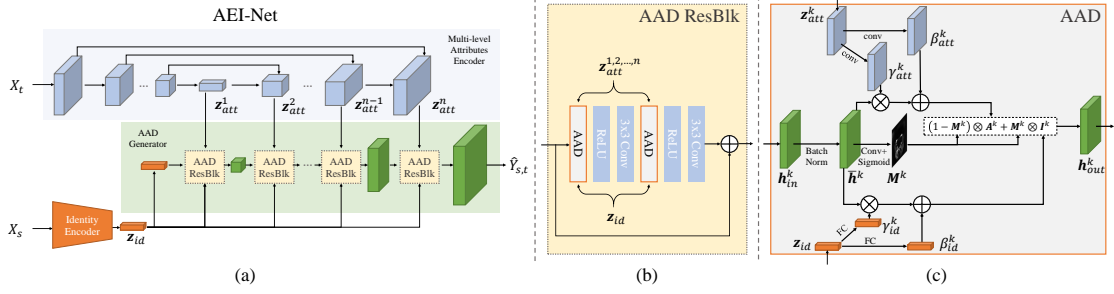 AEI-Net
Multi-level
Attributes
Encoder
X_t
...
...
z_att^1
z_att^2
z_att^{n-1}
z_att^n
AAD
Generator
AAD
ResBlk
AAD
ResBlk
......
AAD
ResBlk
AAD
ResBlk
Ŷ_{s,t}
X_s
Identity
Encoder
z_id
(a)
AAD ResBlk
z_att^{1,2,...,n}
AAD
ReLU
3x3 Conv
AAD
ReLU
3x3 Conv
z_id
(b)
AAD
z_att^k
conv
conv
β_att^k
γ_att^k
(1 − M^k) ⊗ A^k + M^k ⊗ I^k
Batch
Norm
Conv+
Sigmoid
h_in^k
h̄^k
M^k
h_out^k
z_id
FC
FC
γ_id^k
β_id^k
(c)